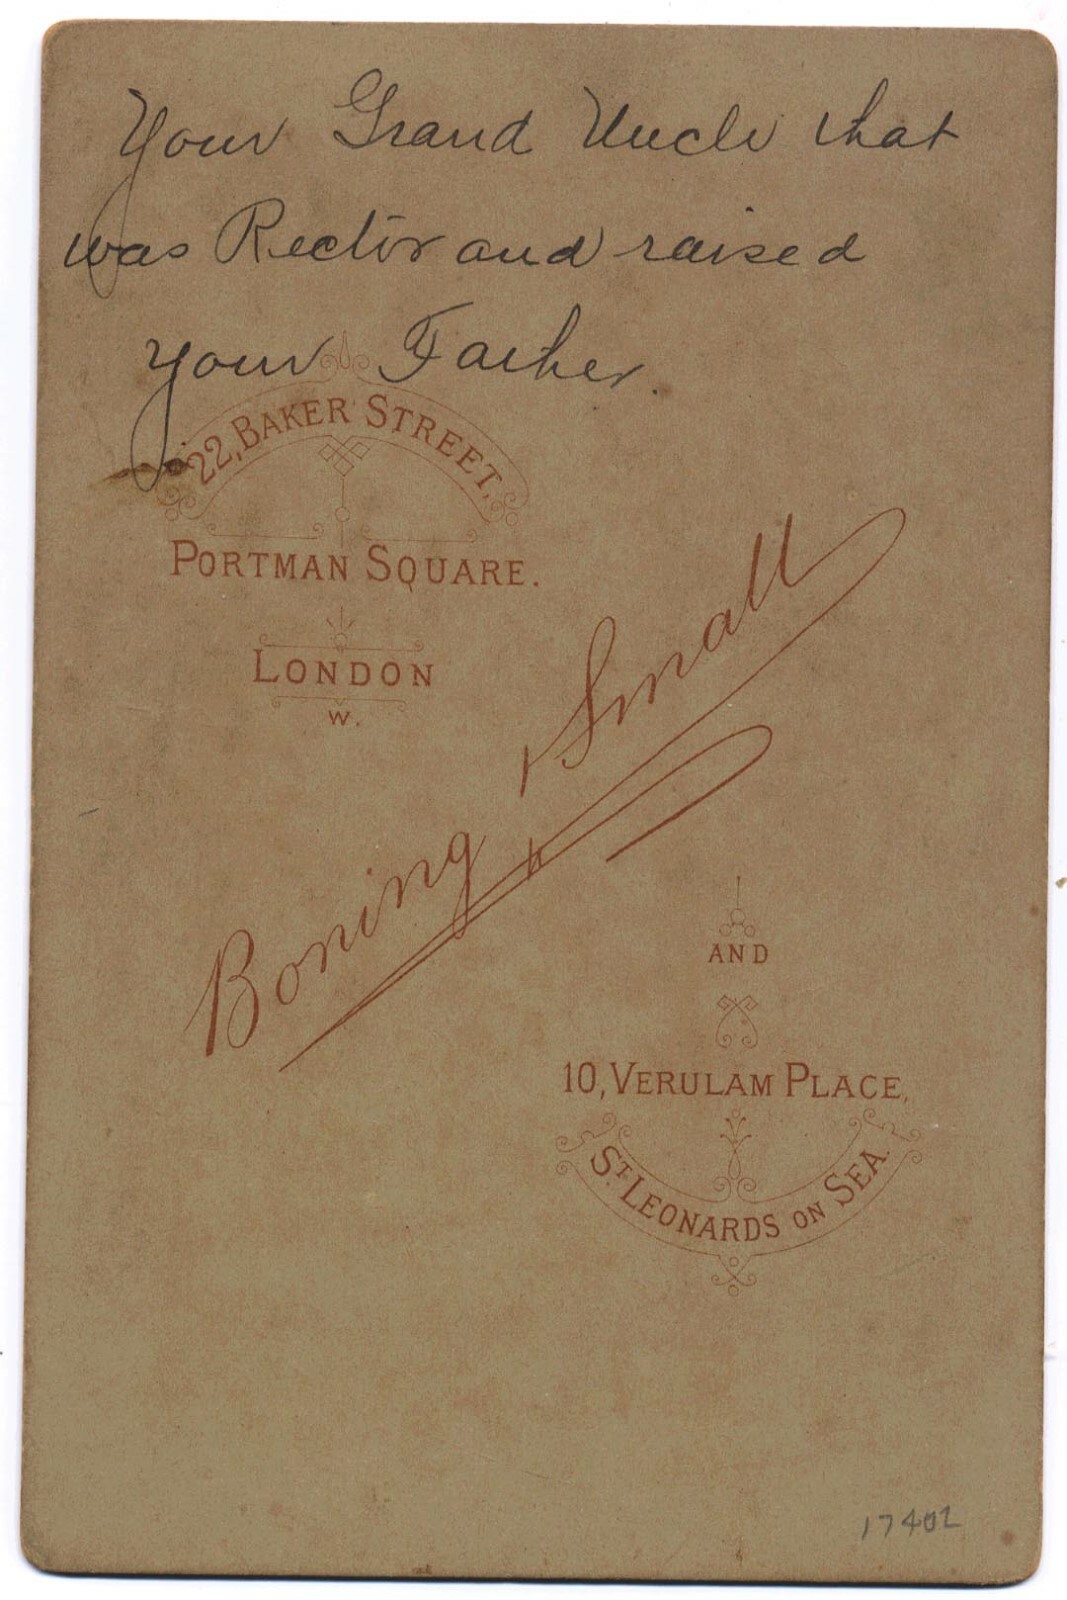 Your Grand Uncle that
was Rector and raised
your Father.
22, BAKER STREET.
PORTMAN SQUARE.
LONDON
W.
Boning & Small
AND
10, VERULAM PLACE,
ST. LEONARDS ON SEA.
17402